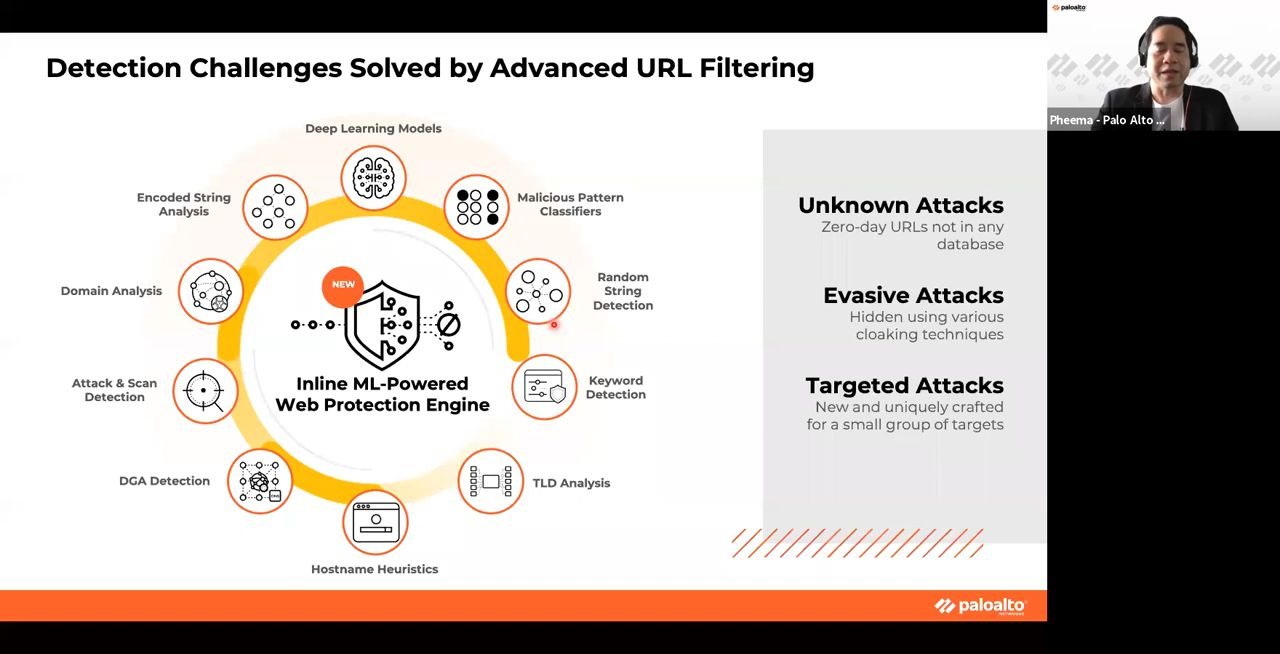 Detection Challenges Solved by Advanced URL Filtering
Deep Learning Models
Encoded String
Analysis
Malicious Pattern
Classifiers
Domain Analysis
Random
String
Detection
NEW
Inline ML-Powered
Web Protection Engine
Attack & Scan
Detection
Keyword
Detection
DGA Detection
TLD Analysis
Hostname Heuristics
Unknown Attacks
Zero-day URLs not in any
database
Evasive Attacks
Hidden using various
cloaking techniques
Targeted Attacks
New and uniquely crafted
for a small group of targets
paloalto
NETWORKS
paloalto
Pheema - Palo Alto ...